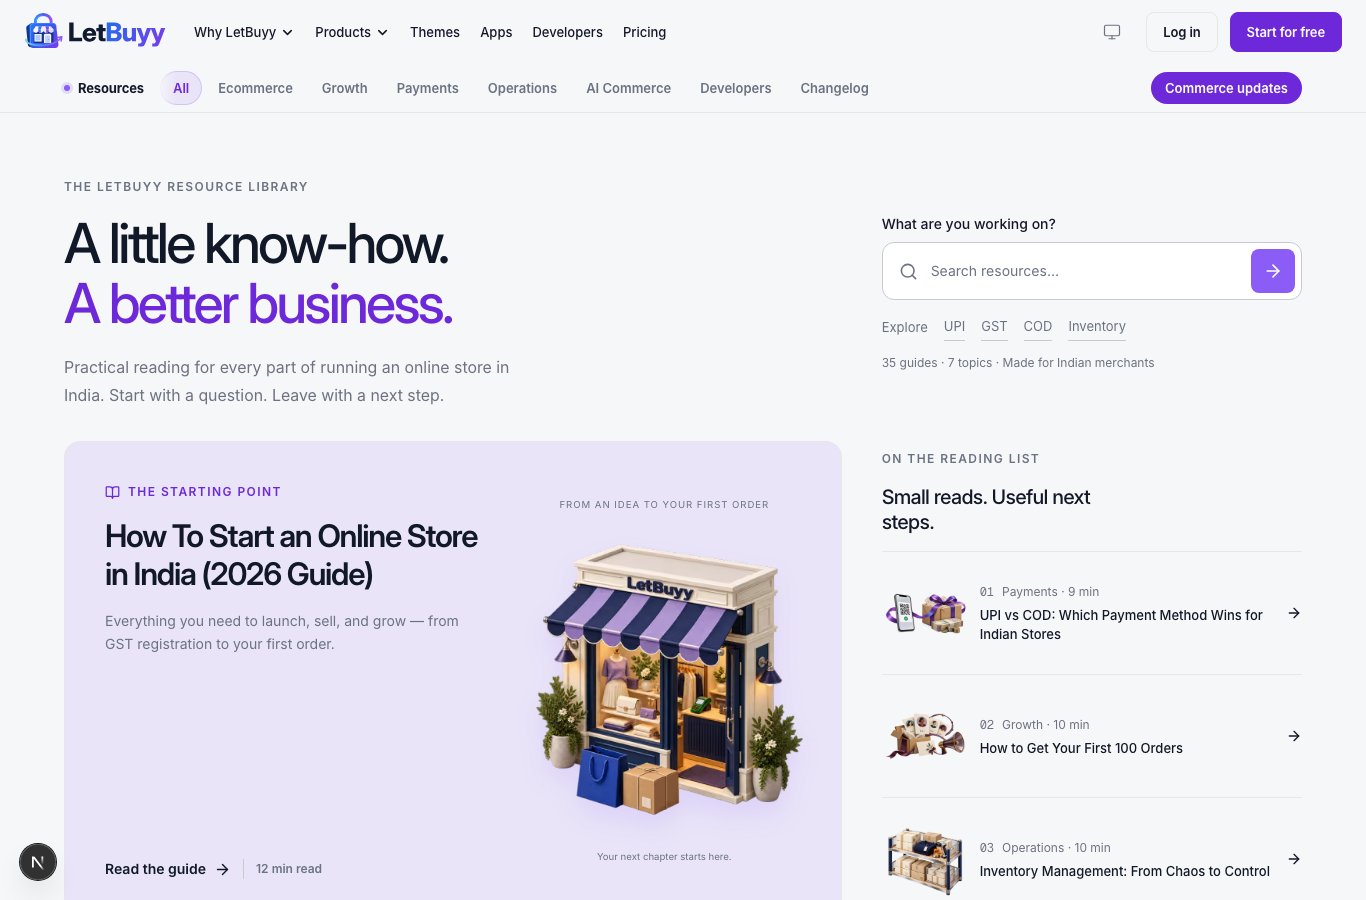 LetBuyy
Why LetBuyy
Products
Themes
Apps
Developers
Pricing
Log in
Start for free
Resources
All
Ecommerce
Growth
Payments
Operations
AI Commerce
Developers
Changelog
Commerce updates
THE LETBUYY RESOURCE LIBRARY
A little know-how.
A better business.
Practical reading for every part of running an online store in
India. Start with a question. Leave with a next step.
What are you working on?
Search resources...
Explore UPI GST COD Inventory
35 guides · 7 topics · Made for Indian merchants
THE STARTING POINT
How To Start an Online Store
in India (2026 Guide)
Everything you need to launch, sell, and grow — from
GST registration to your first order.
Read the guide
12 min read
FROM AN IDEA TO YOUR FIRST ORDER
LetBuyy
Your next chapter starts here.
ON THE READING LIST
Small reads. Useful next
steps.
01 Payments · 9 min
UPI vs COD: Which Payment Method Wins for
Indian Stores
02 Growth · 10 min
How to Get Your First 100 Orders
03 Operations · 10 min
Inventory Management: From Chaos to Control
N